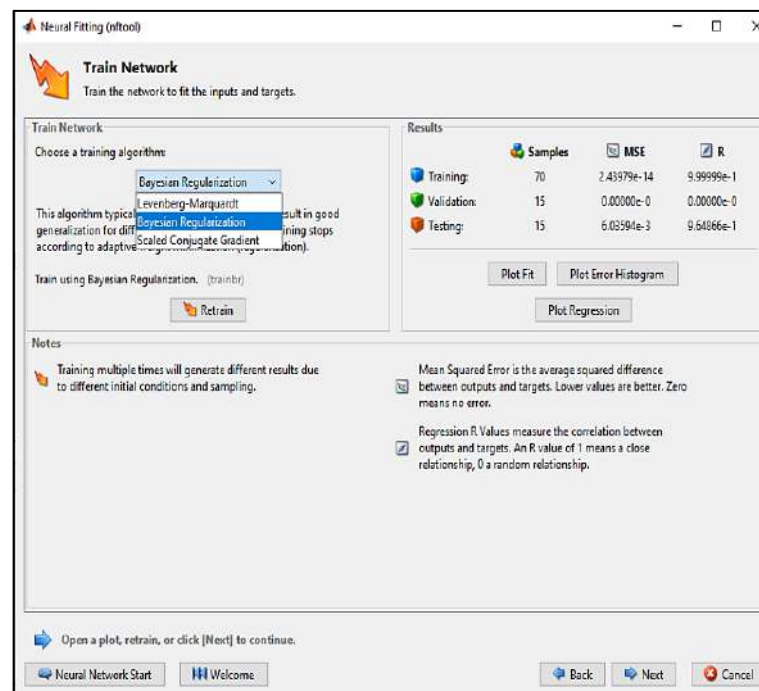 Neural Fitting (nftool)
Train Network
Train the network to fit the inputs and targets.
Train Network
Choose a training algorithm:
Bayesian Regularization
Levenberg-Marquardt
Bayesian Regularization
Scaled Conjugate Gradient
This algorithm typical
esult in good
generalization for diff
ining stops
according to adaptive
ation).
Train using Bayesian Regularization. (trainbr)
Retrain
Results
Samples MSE R
Training: 70 2.43979e-14 9.99999e-1
Validation: 15 0.00000e-0 0.00000e-0
Testing: 15 6.03594e-3 9.64866e-1
Plot Fit Plot Error Histogram
Plot Regression
Notes
Training multiple times will generate different results due
to different initial conditions and sampling.
Mean Squared Error is the average squared difference
between outputs and targets. Lower values are better. Zero
means no error.
Regression R Values measure the correlation between
outputs and targets. An R value of 1 means a close
relationship, 0 a random relationship.
Open a plot, retrain, or click [Next] to continue.
Neural Network Start Welcome Back Next Cancel